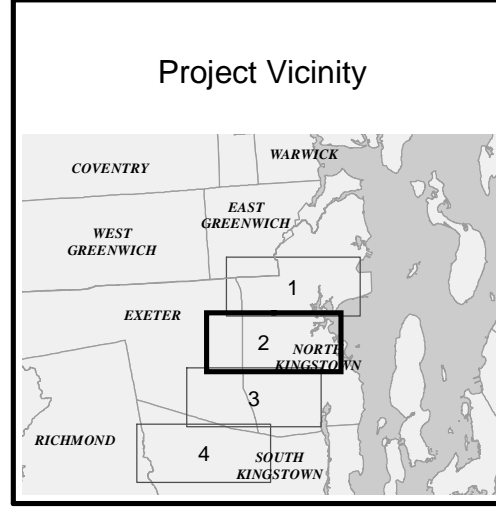 Project Vicinity
WARWICK
COVENTRY
EAST
GREENWICH
WEST
GREENWICH
1
EXETER
2
NORTH
KINGSTOWN
3
RICHMOND
4
SOUTH
KINGSTOWN